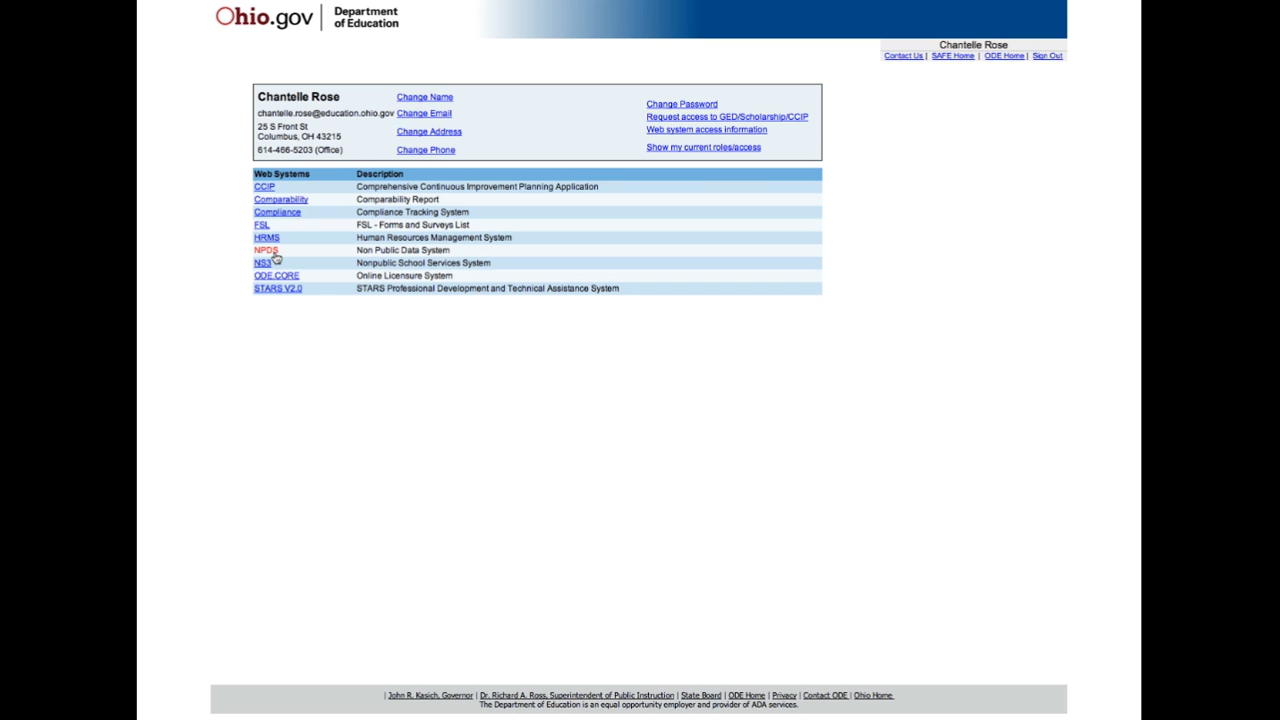 Ohio.gov | Department of Education
Chantelle Rose
Contact Us | SAFE Home | ODE Home | Sign Out
Chantelle Rose Change Name
chantelle.rose@education.ohio.gov Change Email
25 S Front St
Columbus, OH 43215 Change Address
614-466-5203 (Office) Change Phone
Change Password
Request access to GED/Scholarship/CCIP
Web system access information
Show my current roles/access
Web Systems Description
CCIP Comprehensive Continuous Improvement Planning Application
Comparability Comparability Report
Compliance Compliance Tracking System
FSL FSL - Forms and Surveys List
HRMS Human Resources Management System
NPDS Non Public Data System
NS3 Nonpublic School Services System
ODE.CORE Online Licensure System
STARS V2.0 STARS Professional Development and Technical Assistance System
| John R. Kasich, Governor | Dr. Richard A. Ross, Superintendent of Public Instruction | State Board | ODE Home | Privacy | Contact ODE | Ohio Home
The Department of Education is an equal opportunity employer and provider of ADA services.